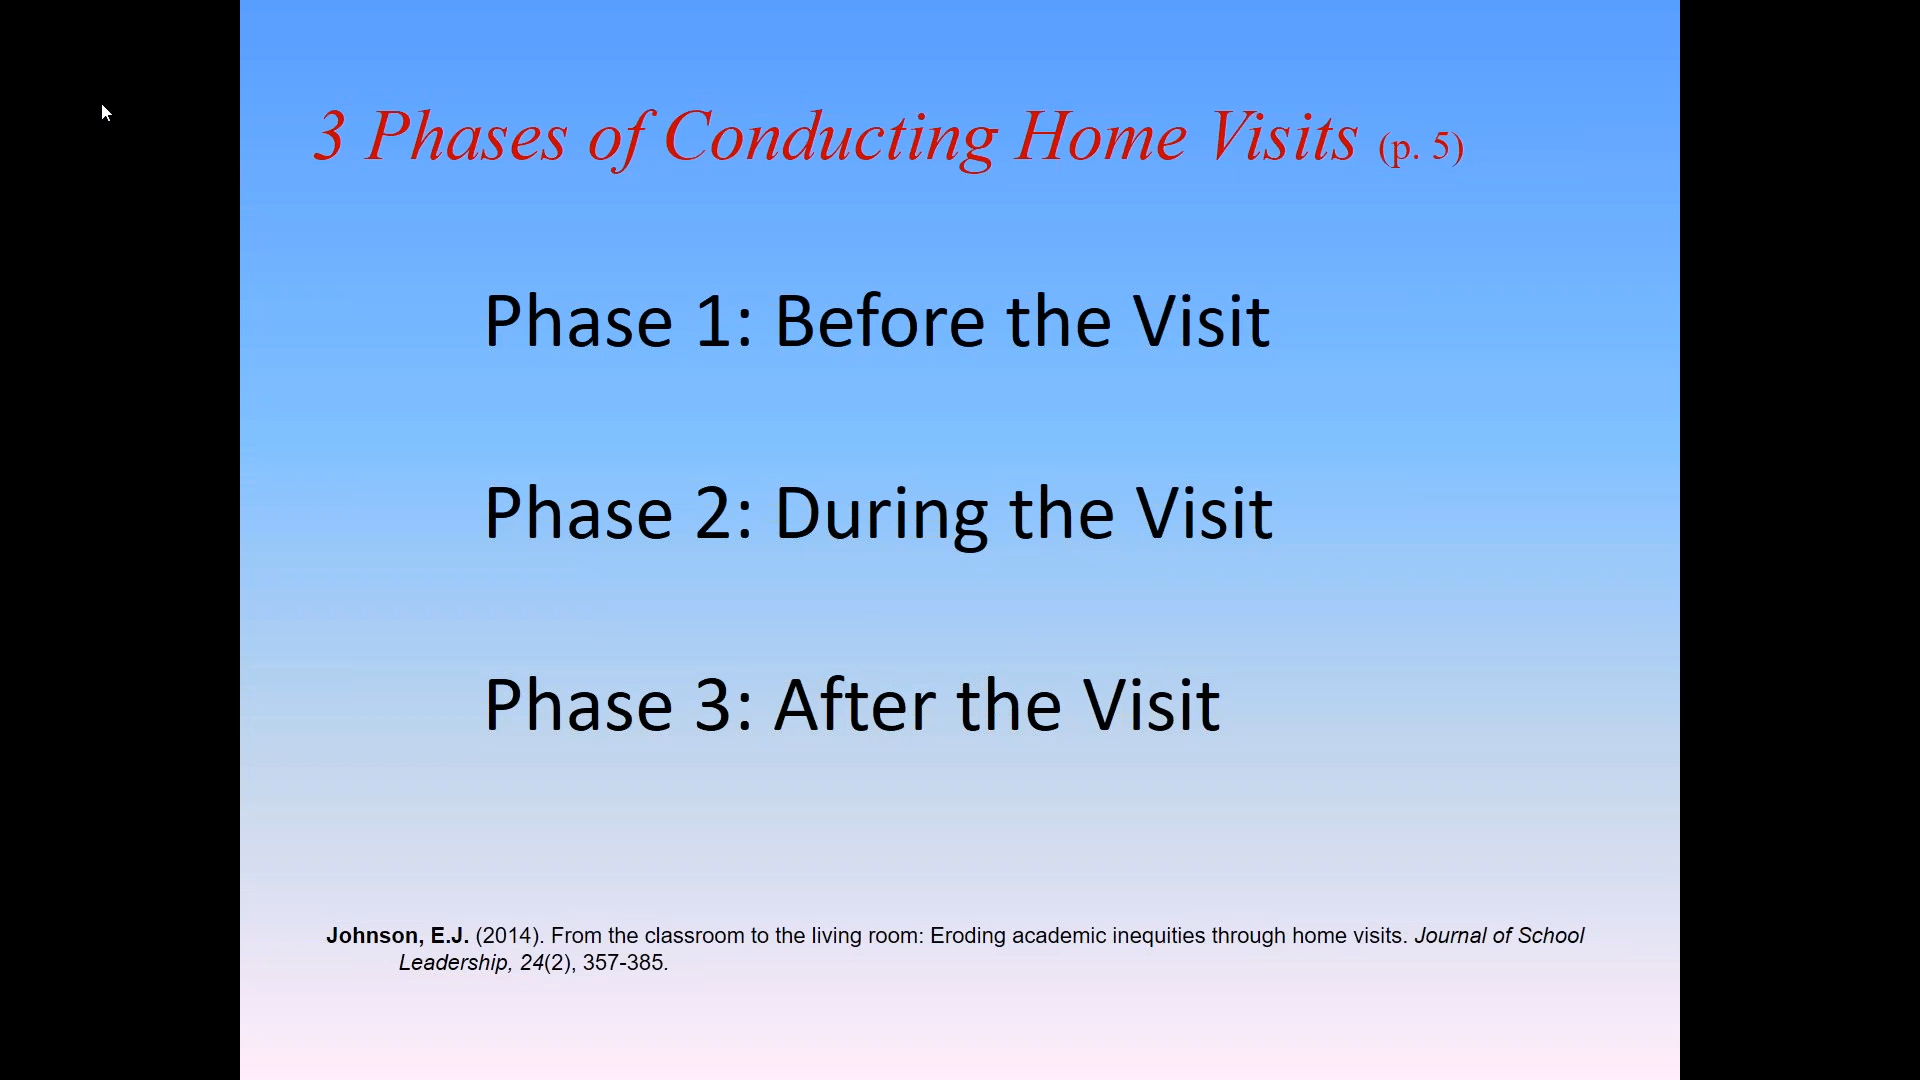 3 Phases of Conducting Home Visits (p. 5)
Phase 1: Before the Visit
Phase 2: During the Visit
Phase 3: After the Visit
Johnson, E.J. (2014). From the classroom to the living room: Eroding academic inequities through home visits. Journal of School
Leadership, 24(2), 357-385.